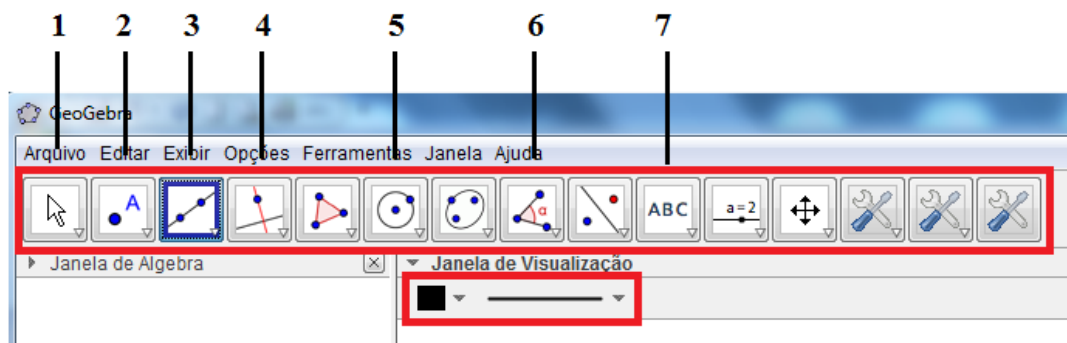 1 2 3 4 5 6 7
GeoGebra
Arquivo Editar Exibir Opções Ferramentas Janela Ajuda
A α ABC a=2
Janela de Álgebra Janela de Visualização